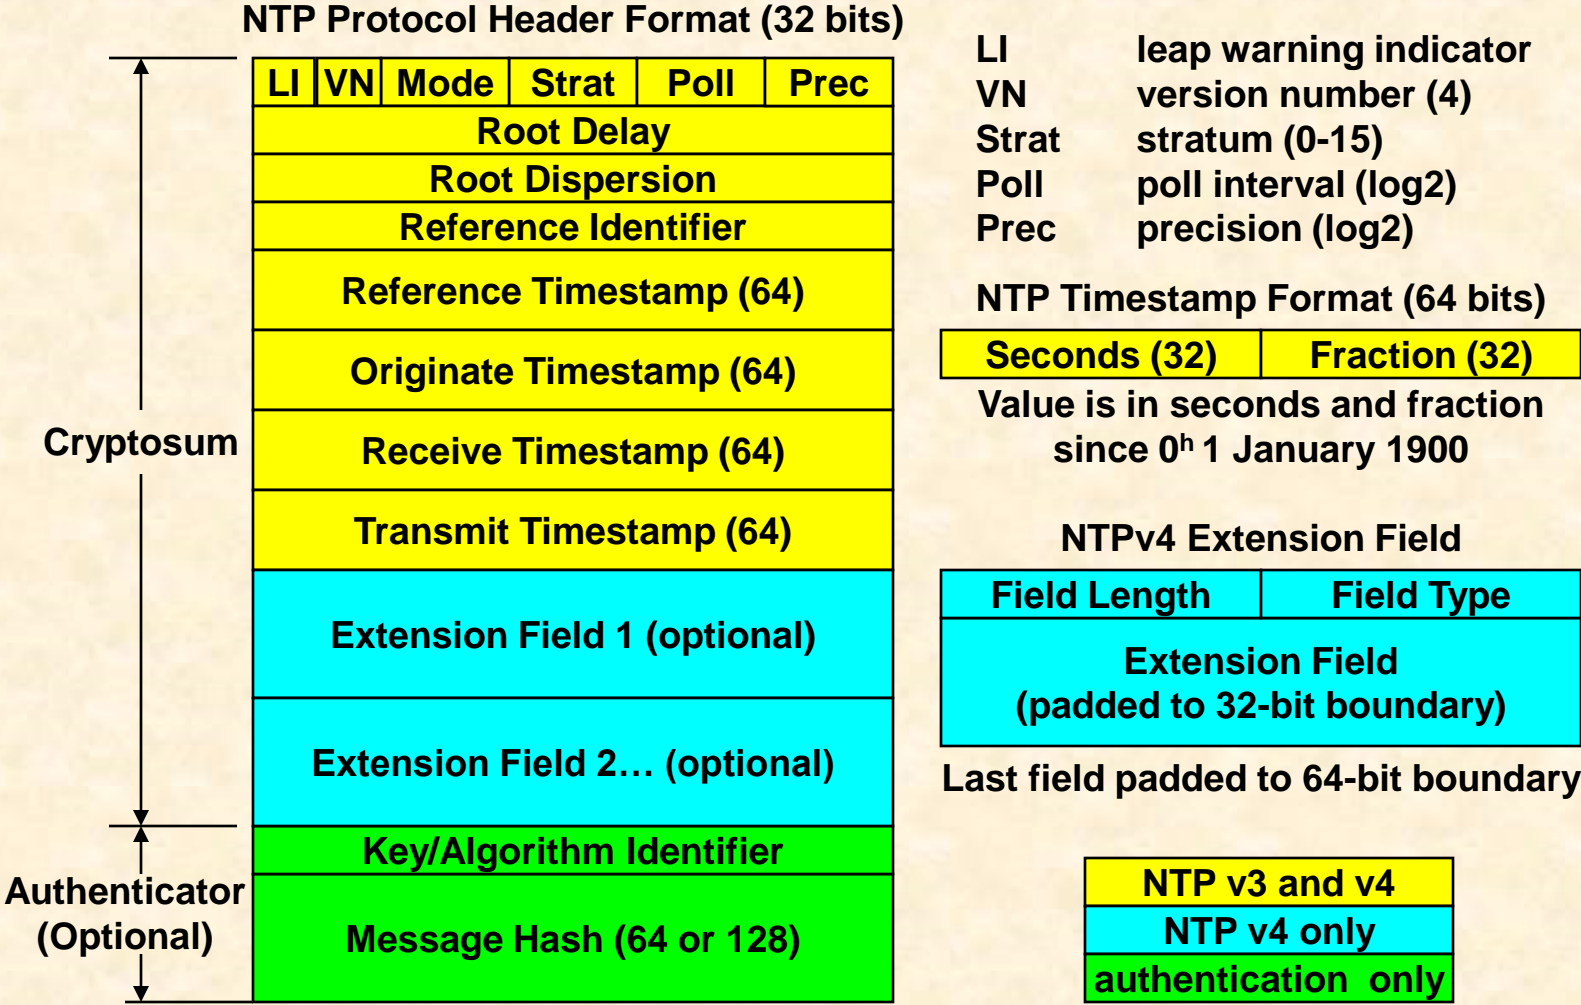 NTP Protocol Header Format (32 bits)
LI VN Mode Strat Poll Prec
Root Delay
Root Dispersion
Reference Identifier
Reference Timestamp (64)
Originate Timestamp (64)
Receive Timestamp (64)
Transmit Timestamp (64)
Extension Field 1 (optional)
Extension Field 2… (optional)
Key/Algorithm Identifier
Message Hash (64 or 128)
Cryptosum
Authenticator
(Optional)
LI leap warning indicator
VN version number (4)
Strat stratum (0-15)
Poll poll interval (log2)
Prec precision (log2)
NTP Timestamp Format (64 bits)
Seconds (32) Fraction (32)
Value is in seconds and fraction
since 0ʰ 1 January 1900
NTPv4 Extension Field
Field Length Field Type
Extension Field
(padded to 32-bit boundary)
Last field padded to 64-bit boundary
NTP v3 and v4
NTP v4 only
authentication only